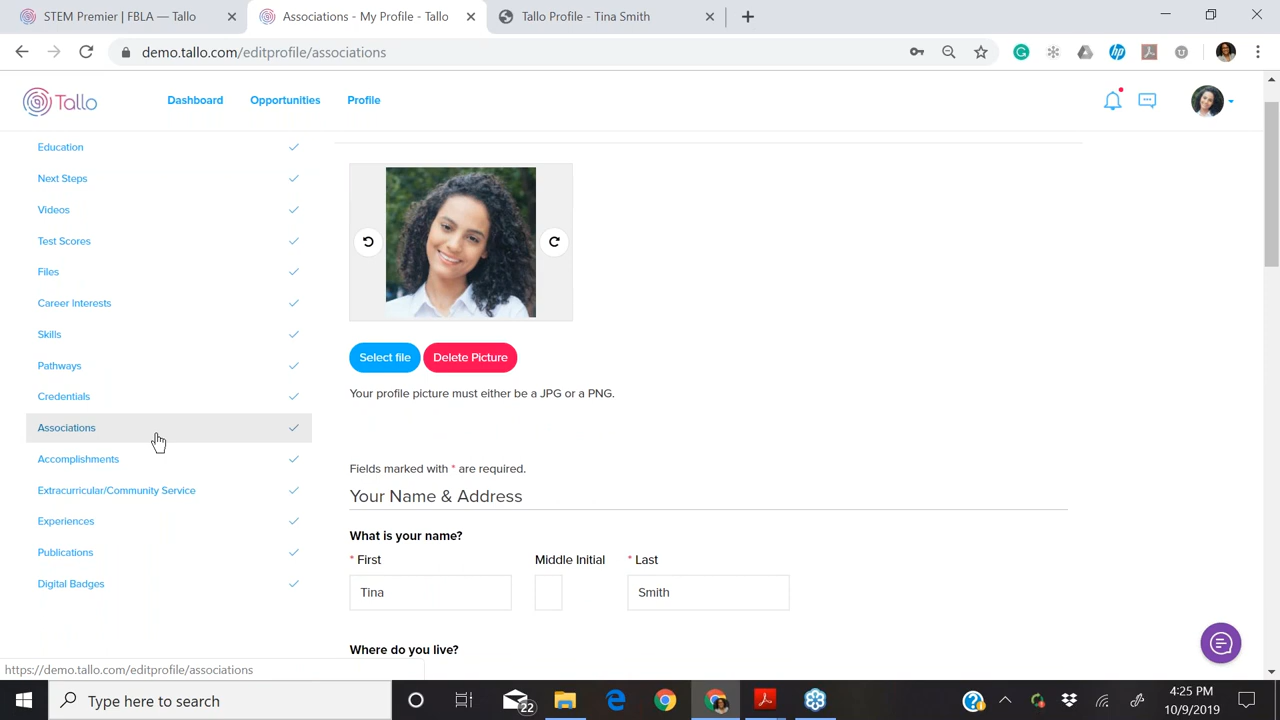 STEM Premier | FBLA — Tallo
Associations - My Profile - Tallo
Tallo Profile - Tina Smith
demo.tallo.com/editprofile/associations
Tallo
Dashboard
Opportunities
Profile
Education
Next Steps
Videos
Test Scores
Files
Career Interests
Skills
Pathways
Credentials
Associations
Accomplishments
Extracurricular/Community Service
Experiences
Publications
Digital Badges
Select file
Delete Picture
Your profile picture must either be a JPG or a PNG.
Fields marked with * are required.
Your Name & Address
What is your name?
* First Middle Initial * Last
Tina Smith
Where do you live?
https://demo.tallo.com/editprofile/associations
Type here to search
22
4:25 PM
10/9/2019